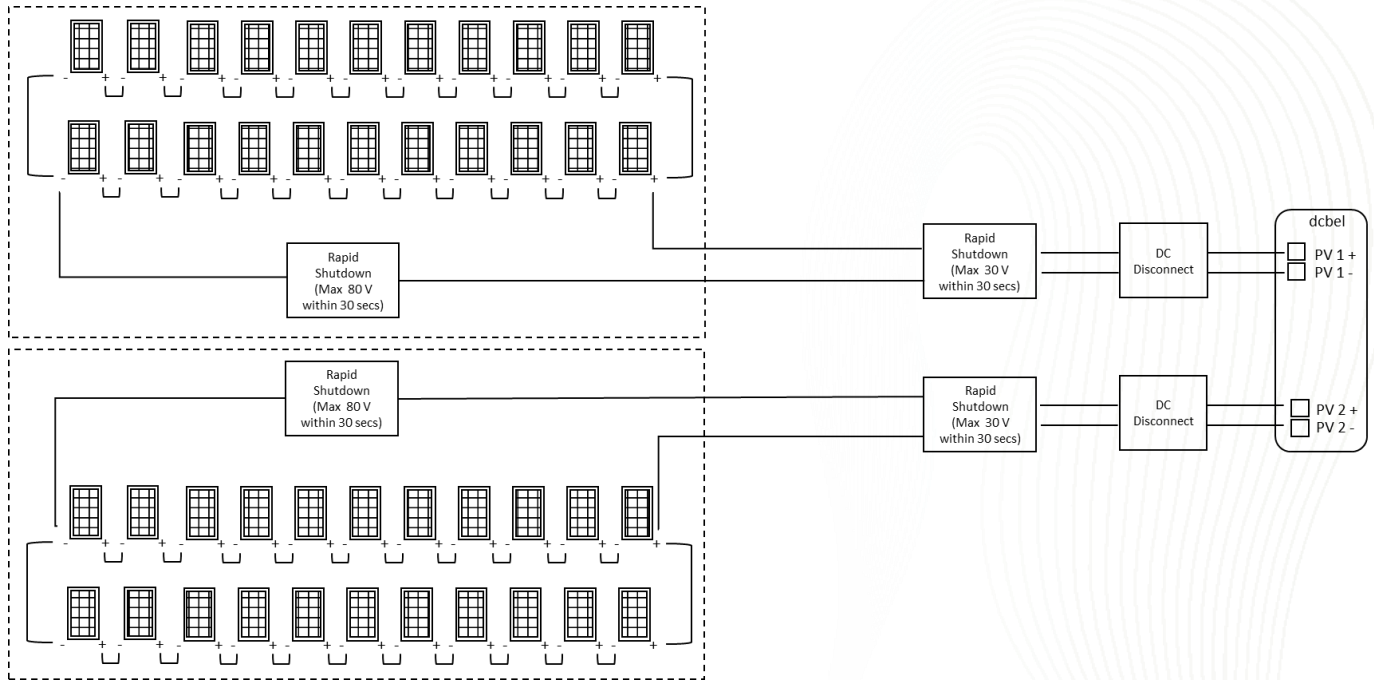 Rapid
Shutdown
(Max 80 V
within 30 secs)
Rapid
Shutdown
(Max 30 V
within 30 secs)
DC
Disconnect
dcbel
PV 1 +
PV 1 -
Rapid
Shutdown
(Max 80 V
within 30 secs)
Rapid
Shutdown
(Max 30 V
within 30 secs)
DC
Disconnect
PV 2 +
PV 2 -
- + - + - + - + - + - + - + - + - + - + - +
- + - + - + - + - + - + - + - + - + - + - +
- + - + - + - + - + - + - + - + - + - + - +
- + - + - + - + - + - + - + - + - + - + - +